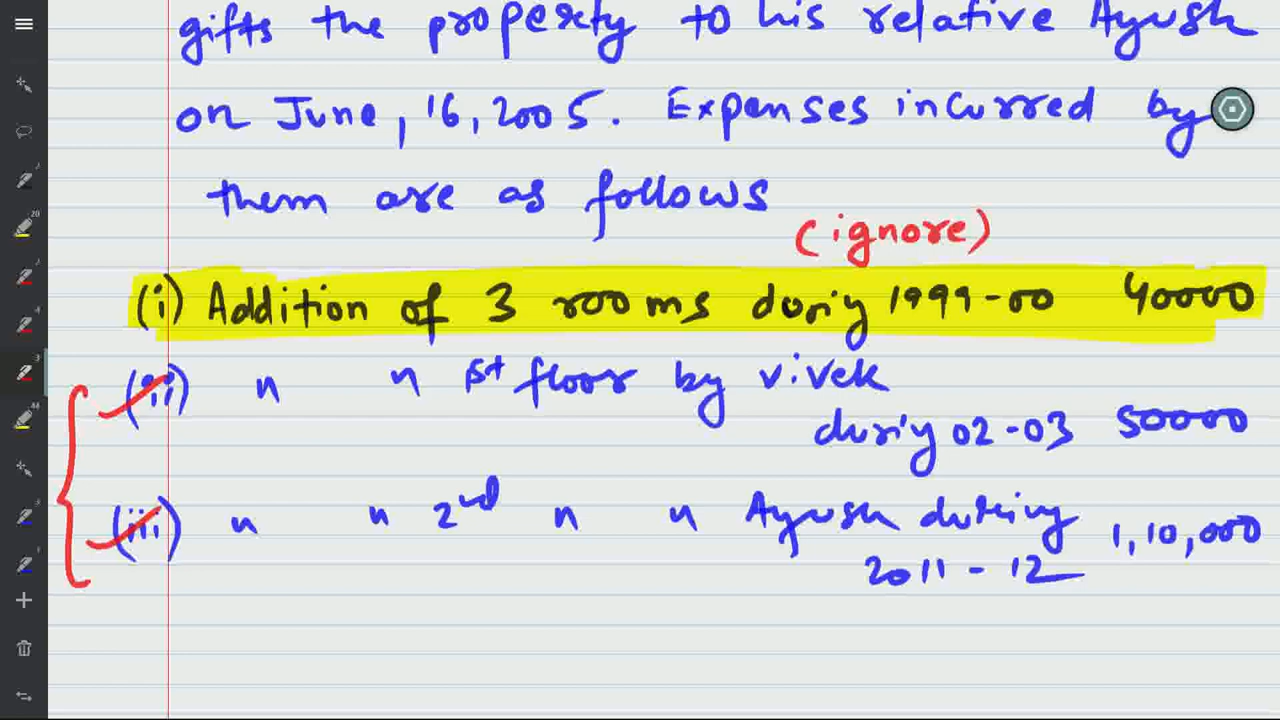 gifts the property to his relative Ayush
on June, 16, 2005. Expenses incurred by
them are as follows
(ignore)
(i) Addition of 3 rooms during 1999-00 40000
(ii) " " 1st floor by vivek
during 02-03 50000
(iii) " " 2nd " " Ayush during 1,10,000
2011-12